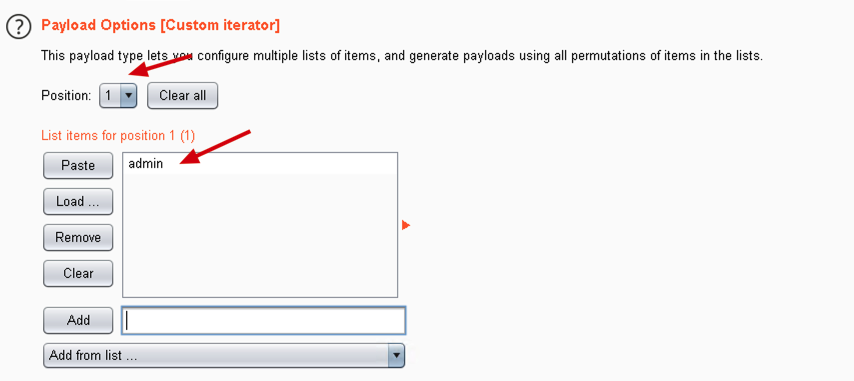 ?
Payload Options [Custom iterator]
This payload type lets you configure multiple lists of items, and generate payloads using all permutations of items in the lists.
Position: 1 Clear all
List items for position 1 (1)
Paste admin
Load ...
Remove
Clear
Add
Add from list ...